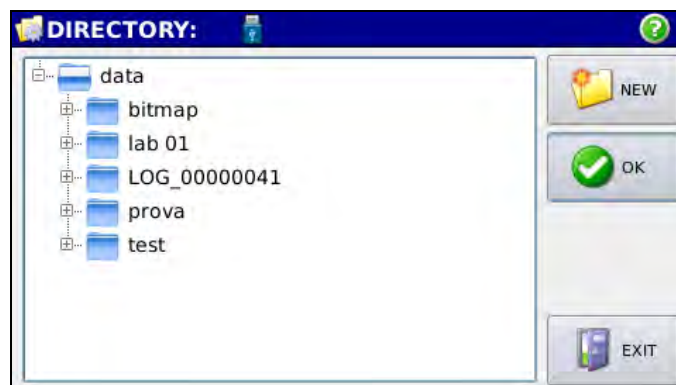 DIRECTORY:
data
bitmap
lab 01
LOG_00000041
prova
test
NEW
OK
EXIT